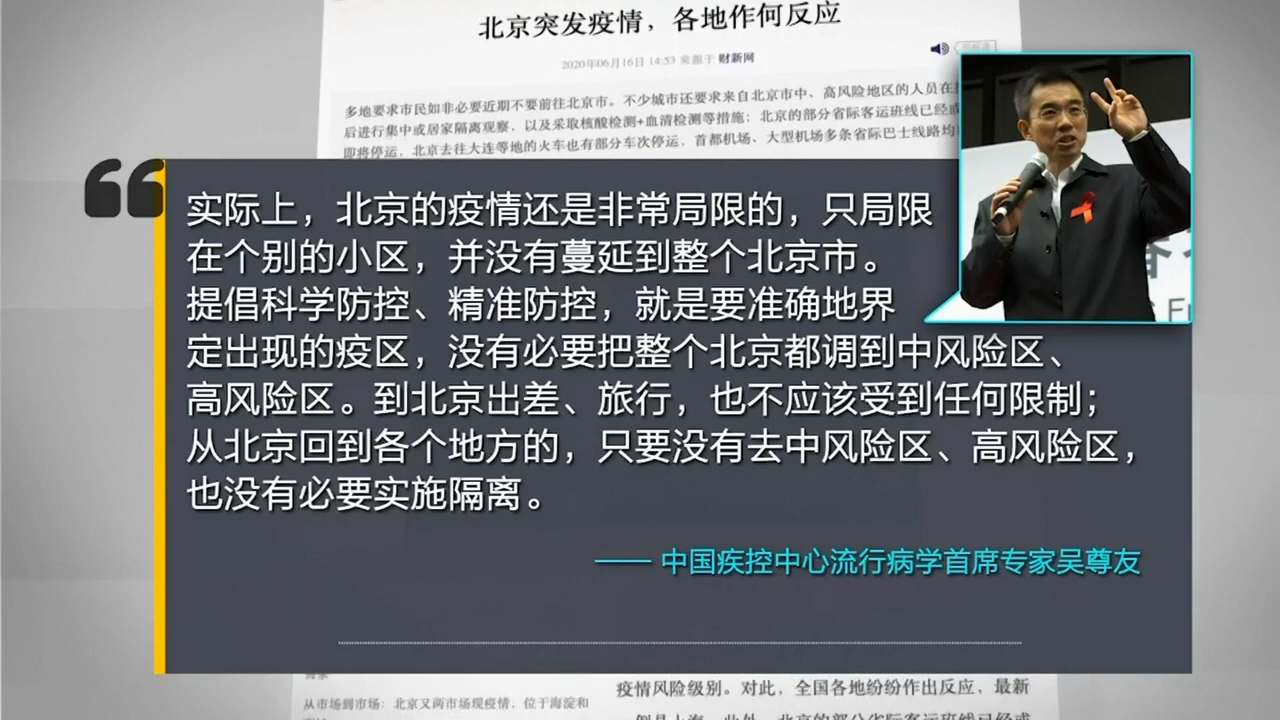 北京突发疫情，各地作何反应
2020年06月16日 14:53 来源于 财新网
多地要求市民如非必要近期不要前往北京市。不少城市还要求来自北京市中、高风险地区的人员在
后进行集中或居家隔离观察，以及采取核酸检测+血清检测等措施；北京的部分省际客运班线已经或
即将停运，北京去往大连等地的火车也有部分车次停运，首都机场、大型机场多条省际巴士线路均
实际上，北京的疫情还是非常局限的，只局限
在个别的小区，并没有蔓延到整个北京市。
提倡科学防控、精准防控，就是要准确地界
定出现的疫区，没有必要把整个北京都调到中风险区、
高风险区。到北京出差、旅行，也不应该受到任何限制；
从北京回到各个地方的，只要没有去中风险区、高风险区，
也没有必要实施隔离。
—— 中国疾控中心流行病学首席专家吴尊友
从市场到市场：北京又两市场现疫情，位于海淀和
疫情风险级别。对此，全国各地纷纷作出反应，最新